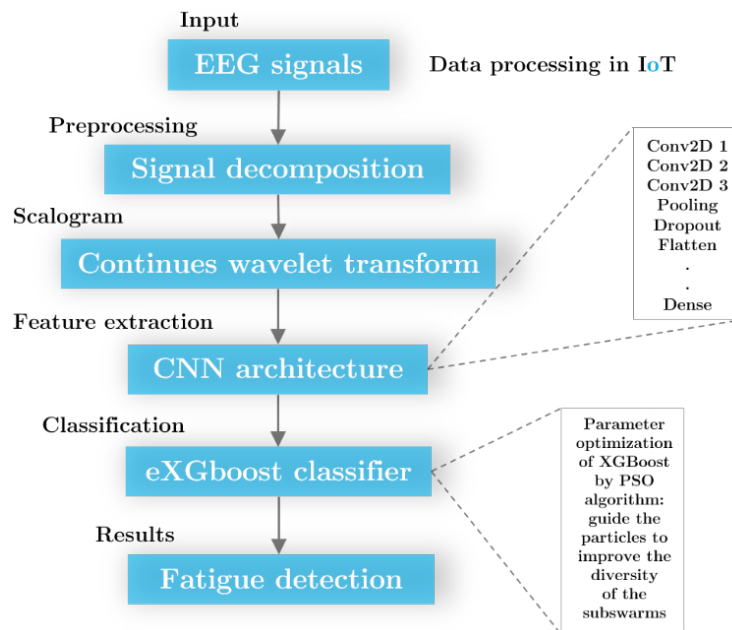 Input
EEG signals
Data processing in IoT
Preprocessing
Signal decomposition
Scalogram
Continues wavelet transform
Feature extraction
CNN architecture
Conv2D 1
Conv2D 2
Conv2D 3
Pooling
Dropout
Flatten
.
.
Dense
Classification
eXGboost classifier
Parameter
optimization
of XGBoost
by PSO
algorithm:
guide the
particles to
improve the
diversity
of the
subswarms
Results
Fatigue detection